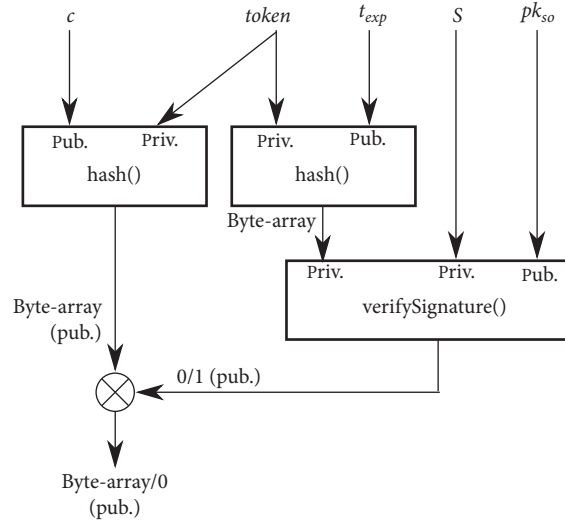 c token t_exp S pk_so
Pub. Priv. Priv. Pub.
hash() hash()
Byte-array
Priv. Priv. Pub.
verifySignature()
Byte-array
(pub.)
0/1 (pub.)
Byte-array/0
(pub.)